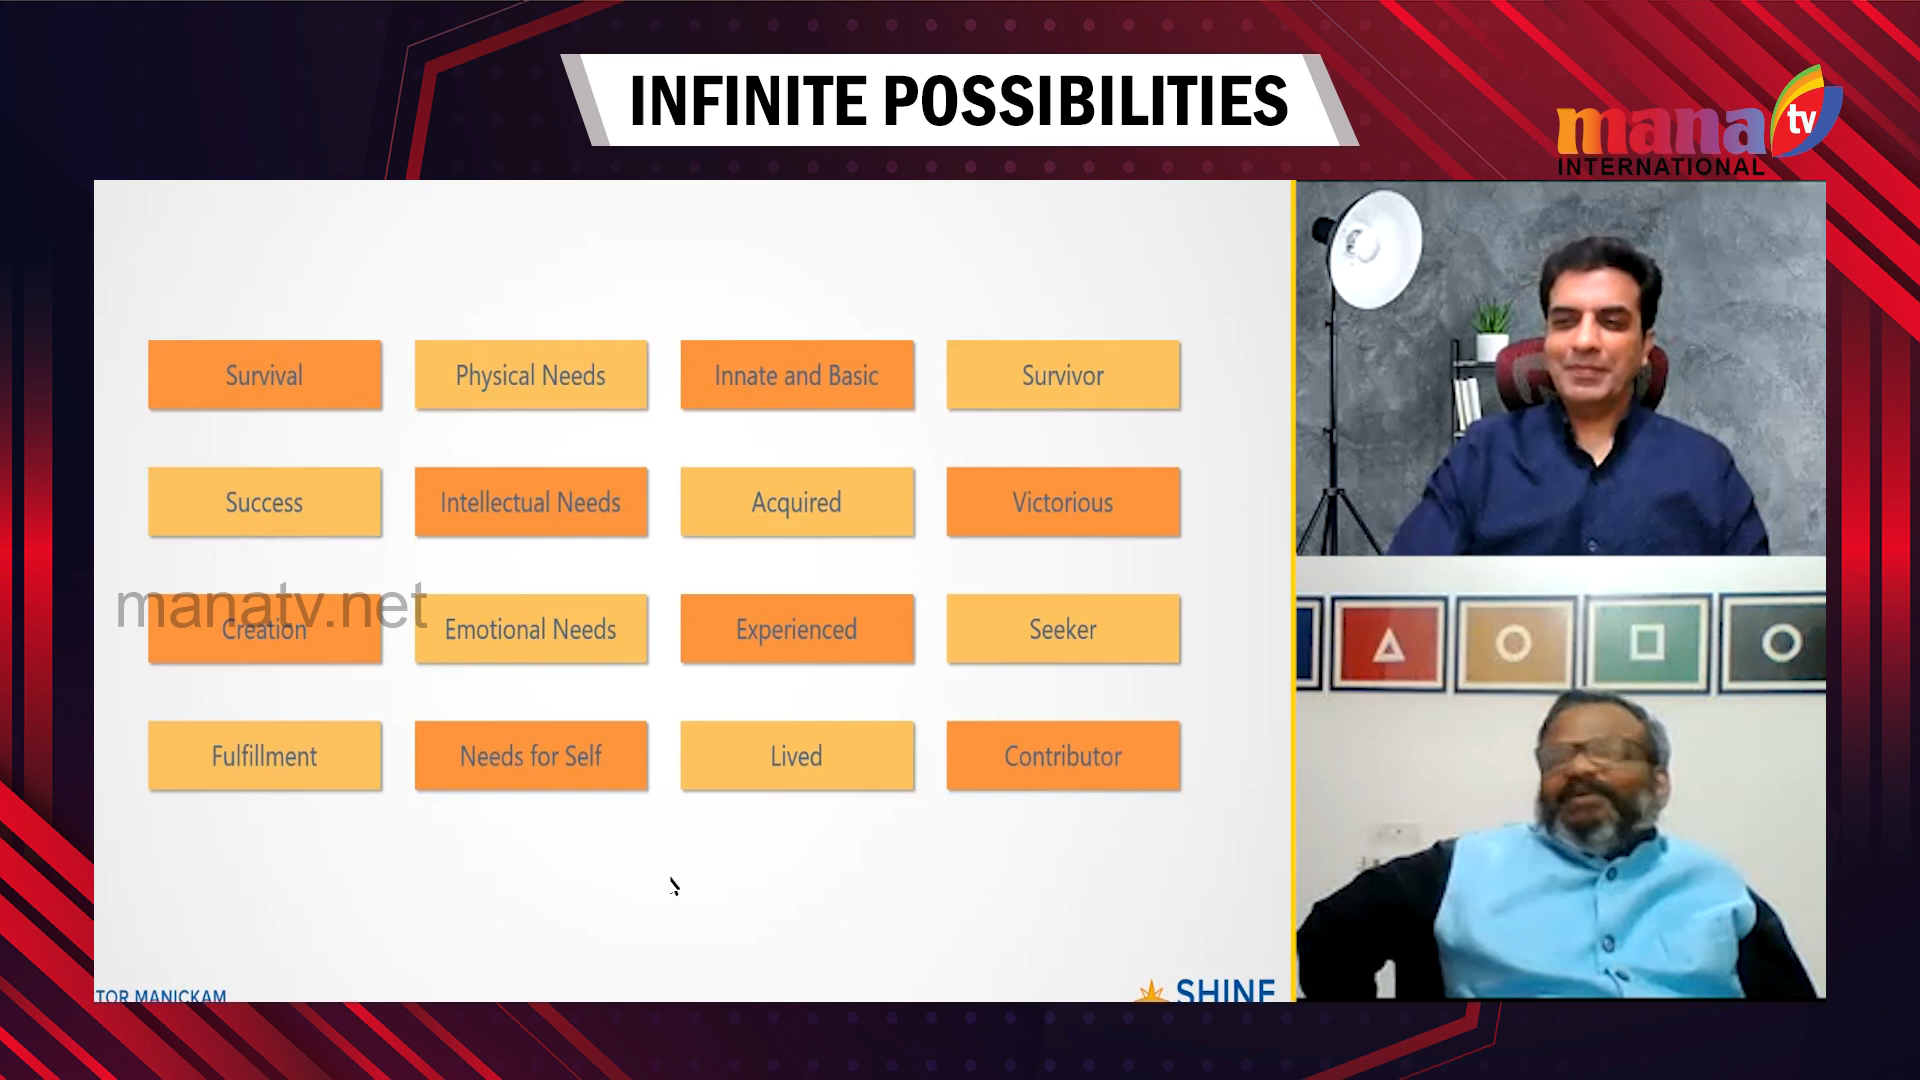 INFINITE POSSIBILITIES
mana tv
INTERNATIONAL
Survival Physical Needs Innate and Basic Survivor
Success Intellectual Needs Acquired Victorious
manatv.net
Creation Emotional Needs Experienced Seeker
Fulfillment Needs for Self Lived Contributor
TOR MANICKAM
SHINE